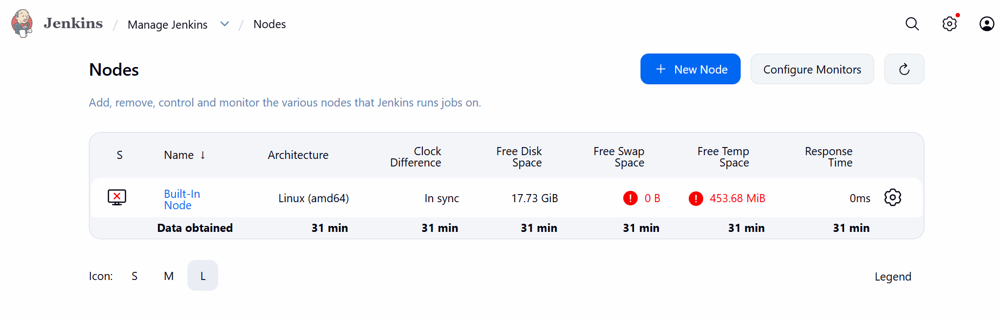 Jenkins / Manage Jenkins / Nodes
Nodes
+ New Node
Configure Monitors
Add, remove, control and monitor the various nodes that Jenkins runs jobs on.
S
Name ↓
Architecture
Clock
Difference
Free Disk
Space
Free Swap
Space
Free Temp
Space
Response
Time
Built-In
Node
Linux (amd64)
In sync
17.73 GiB
! 0 B
! 453.68 MiB
0ms
Data obtained
31 min
31 min
31 min
31 min
31 min
31 min
Icon: S M L
Legend